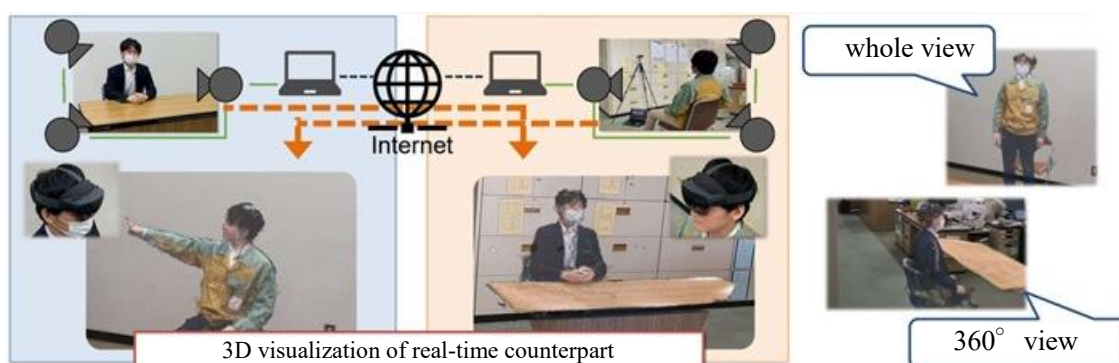 whole view
Internet
3D visualization of real-time counterpart
360° view